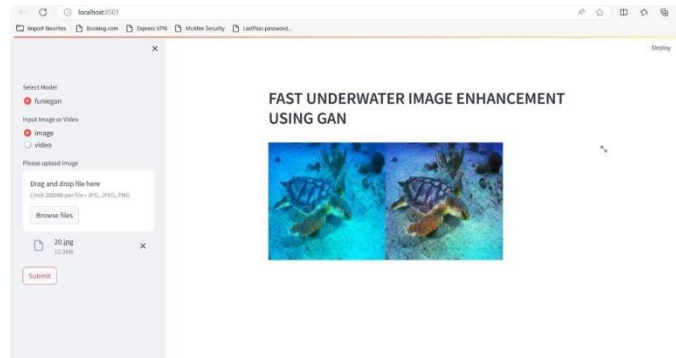 localhost:8501
Import favorites Booking.com Express VPN McAfee Security LastPass password...
Deploy
Select Model
funiegan
Input Image or Video
image
video
Please upload Image
Drag and drop file here
Limit 200MB per file • JPG, JPEG, PNG
Browse files
20.jpg
12.2KB
Submit
FAST UNDERWATER IMAGE ENHANCEMENT
USING GAN